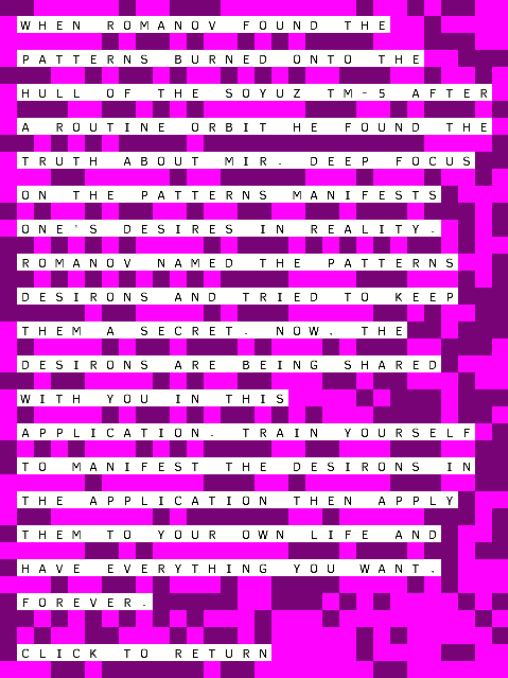 WHEN ROMANOV FOUND THE
PATTERNS BURNED ONTO THE
HULL OF THE SOYUZ TM-5 AFTER
A ROUTINE ORBIT HE FOUND THE
TRUTH ABOUT MIR. DEEP FOCUS
ON THE PATTERNS MANIFESTS
ONE'S DESIRES IN REALITY.
ROMANOV NAMED THE PATTERNS
DESIRONS AND TRIED TO KEEP
THEM A SECRET. NOW, THE
DESIRONS ARE BEING SHARED
WITH YOU IN THIS
APPLICATION. TRAIN YOURSELF
TO MANIFEST THE DESIRONS IN
THE APPLICATION THEN APPLY
THEM TO YOUR OWN LIFE AND
HAVE EVERYTHING YOU WANT.
FOREVER.
CLICK TO RETURN